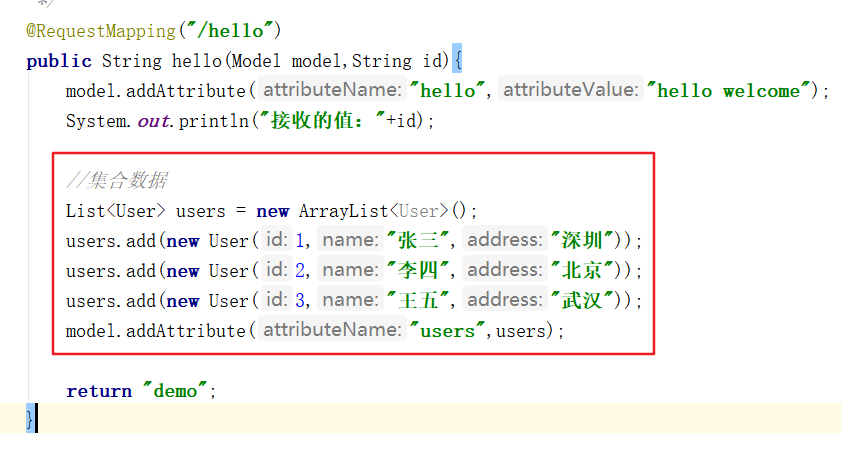 */
@RequestMapping("/hello")
public String hello(Model model,String id){
model.addAttribute( attributeName: "hello", attributeValue: "hello welcome");
System.out.println("接收的值："+id);
//集合数据
List<User> users = new ArrayList<User>();
users.add(new User( id: 1, name: "张三", address: "深圳"));
users.add(new User( id: 2, name: "李四", address: "北京"));
users.add(new User( id: 3, name: "王五", address: "武汉"));
model.addAttribute( attributeName: "users",users);
return "demo";
}